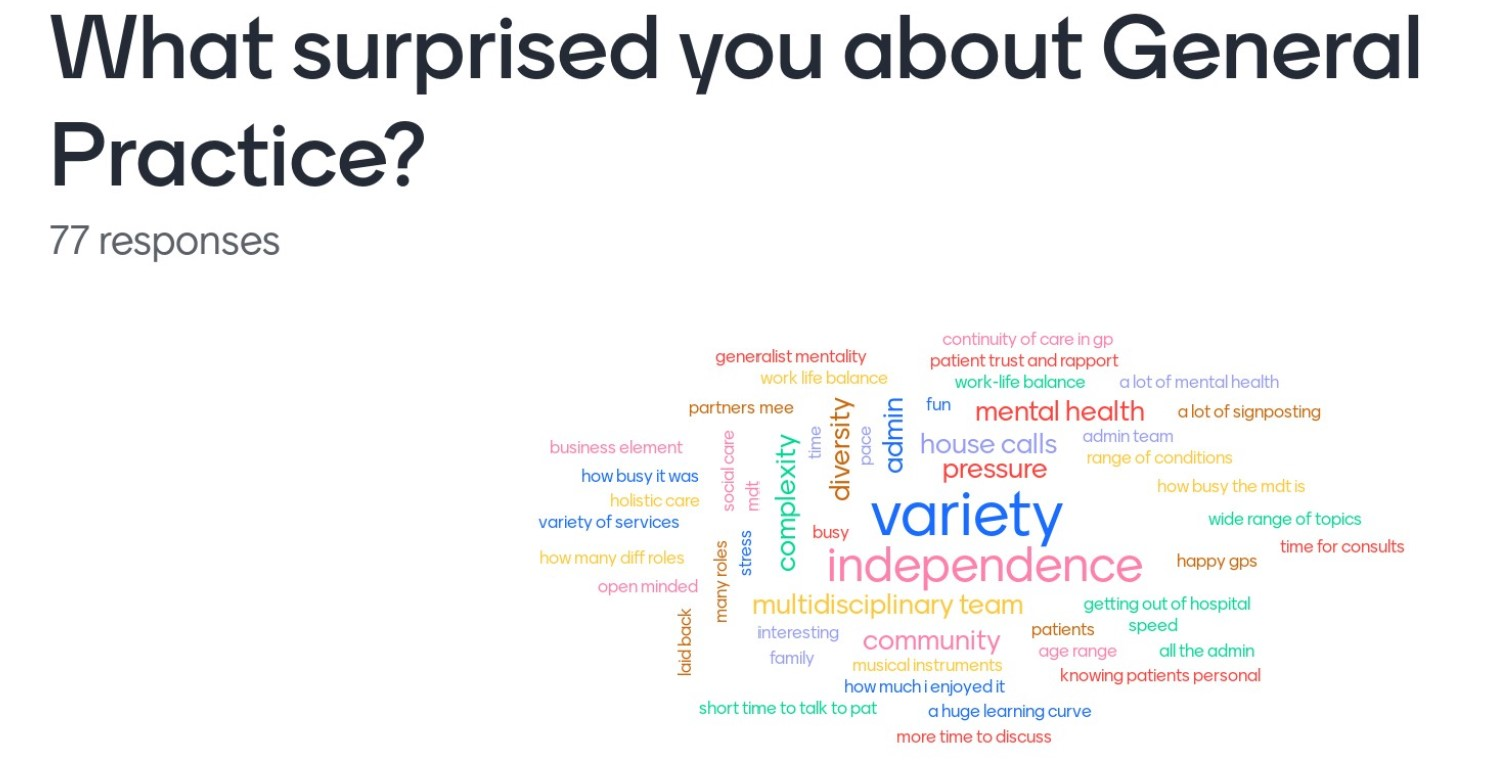 What surprised you about General
Practice?
77 responses
continuity of care in gp
generalist mentality
patient trust and rapport
work life balance
work-life balance
a lot of mental health
partners mee
diversity
admin
fun
mental health
a lot of signposting
business element
social care
complexity
time
pace
house calls
admin team
range of conditions
pressure
how busy it was
mdt
how busy the mdt is
holistic care
variety
variety of services
wide range of topics
stress
busy
time for consults
how many diff roles
many roles
independence
happy gps
open minded
multidisciplinary team
getting out of hospital
laid back
interesting
community
patients
speed
family
age range
all the admin
musical instruments
knowing patients personal
how much i enjoyed it
short time to talk to pat
a huge learning curve
more time to discuss